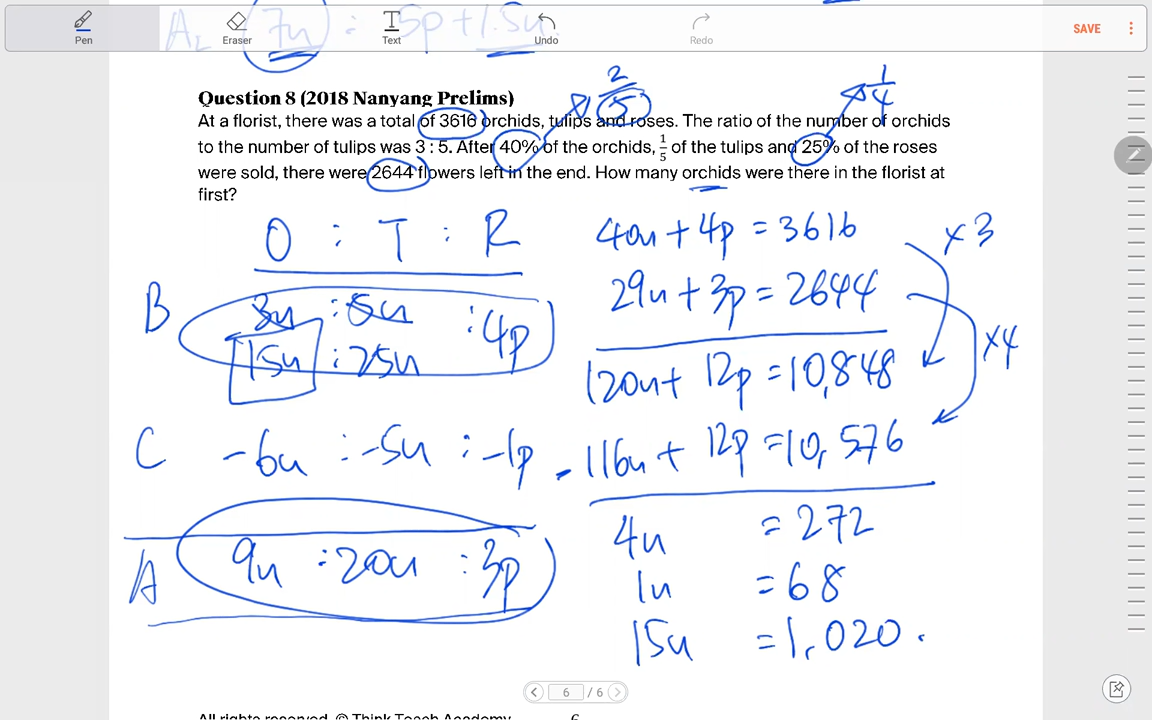 A 7u : 5p + 1.5u
Pen
Eraser
Text
Undo
Redo
SAVE
2/5
1/4
Question 8 (2018 Nanyang Prelims)
At a florist, there was a total of 3616 orchids, tulips and roses. The ratio of the number of orchids
to the number of tulips was 3 : 5. After 40% of the orchids, 1/5 of the tulips and 25% of the roses
were sold, there were 2644 flowers left in the end. How many orchids were there in the florist at
first?
O : T : R
B 3u : 5u : 4p
15u : 25u
C -6u : -5u : -1p
A 9u : 20u : 3p
40u + 4p = 3616 ×3
29u + 3p = 2644 ×4
120u + 12p = 10,848
- 116u + 12p = 10,576
4u = 272
1u = 68
15u = 1,020.
6 / 6
All rights reserved. © Think Teach Academy 6